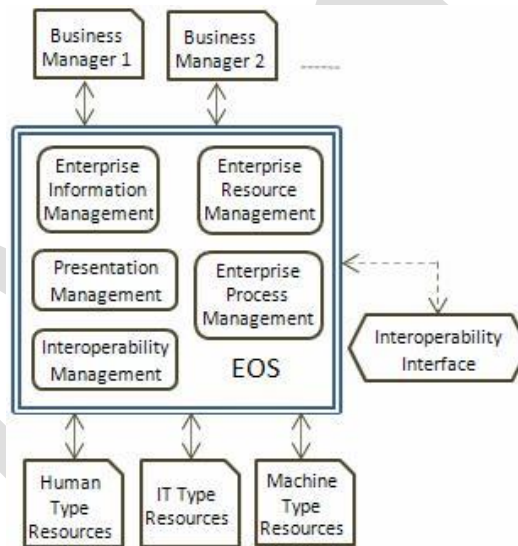 Business
Manager 1
Business
Manager 2
Enterprise
Information
Management
Enterprise
Resource
Management
Presentation
Management
Enterprise
Process
Management
Interoperability
Management
EOS
Interoperability
Interface
Human
Type
Resources
IT Type
Resources
Machine
Type
Resources